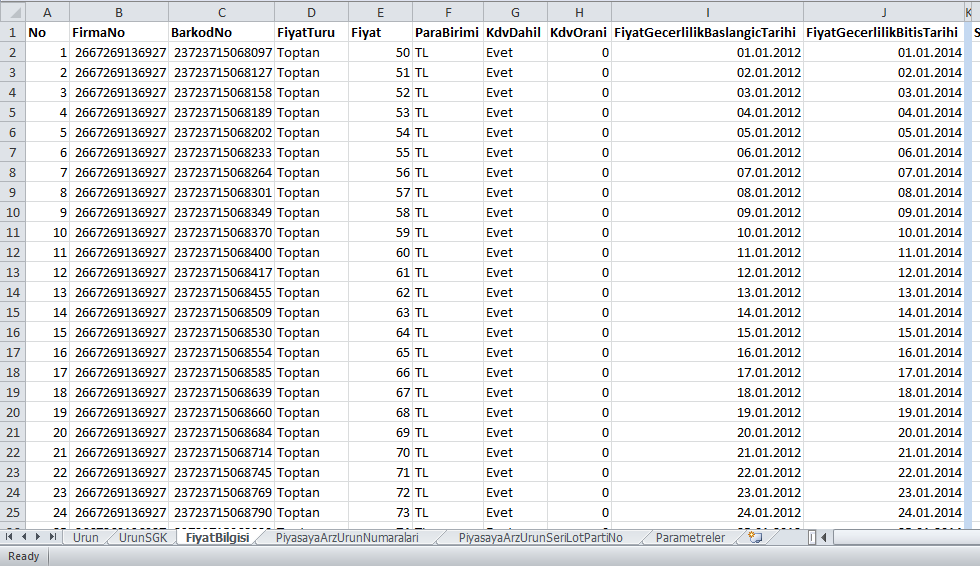 A B C D E F G H I J K
1 No FirmaNo BarkodNo FiyatTuru Fiyat ParaBirimi KdvDahil KdvOrani FiyatGecerlilikBaslangicTarihi FiyatGecerlilikBitisTarihi S
2 1 2667269136927 23723715068097 Toptan 50 TL Evet 0 01.01.2012 01.01.2014
3 2 2667269136927 23723715068127 Toptan 51 TL Evet 0 02.01.2012 02.01.2014
4 3 2667269136927 23723715068158 Toptan 52 TL Evet 0 03.01.2012 03.01.2014
5 4 2667269136927 23723715068189 Toptan 53 TL Evet 0 04.01.2012 04.01.2014
6 5 2667269136927 23723715068202 Toptan 54 TL Evet 0 05.01.2012 05.01.2014
7 6 2667269136927 23723715068233 Toptan 55 TL Evet 0 06.01.2012 06.01.2014
8 7 2667269136927 23723715068264 Toptan 56 TL Evet 0 07.01.2012 07.01.2014
9 8 2667269136927 23723715068301 Toptan 57 TL Evet 0 08.01.2012 08.01.2014
10 9 2667269136927 23723715068349 Toptan 58 TL Evet 0 09.01.2012 09.01.2014
11 10 2667269136927 23723715068370 Toptan 59 TL Evet 0 10.01.2012 10.01.2014
12 11 2667269136927 23723715068400 Toptan 60 TL Evet 0 11.01.2012 11.01.2014
13 12 2667269136927 23723715068417 Toptan 61 TL Evet 0 12.01.2012 12.01.2014
14 13 2667269136927 23723715068455 Toptan 62 TL Evet 0 13.01.2012 13.01.2014
15 14 2667269136927 23723715068509 Toptan 63 TL Evet 0 14.01.2012 14.01.2014
16 15 2667269136927 23723715068530 Toptan 64 TL Evet 0 15.01.2012 15.01.2014
17 16 2667269136927 23723715068554 Toptan 65 TL Evet 0 16.01.2012 16.01.2014
18 17 2667269136927 23723715068585 Toptan 66 TL Evet 0 17.01.2012 17.01.2014
19 18 2667269136927 23723715068639 Toptan 67 TL Evet 0 18.01.2012 18.01.2014
20 19 2667269136927 23723715068660 Toptan 68 TL Evet 0 19.01.2012 19.01.2014
21 20 2667269136927 23723715068684 Toptan 69 TL Evet 0 20.01.2012 20.01.2014
22 21 2667269136927 23723715068714 Toptan 70 TL Evet 0 21.01.2012 21.01.2014
23 22 2667269136927 23723715068745 Toptan 71 TL Evet 0 22.01.2012 22.01.2014
24 23 2667269136927 23723715068769 Toptan 72 TL Evet 0 23.01.2012 23.01.2014
25 24 2667269136927 23723715068790 Toptan 73 TL Evet 0 24.01.2012 24.01.2014
Urun UrunSGK FiyatBilgisi PiyasayaArzUrunNumaralari PiyasayaArzUrunSeriLotPartiNo Parametreler
Ready